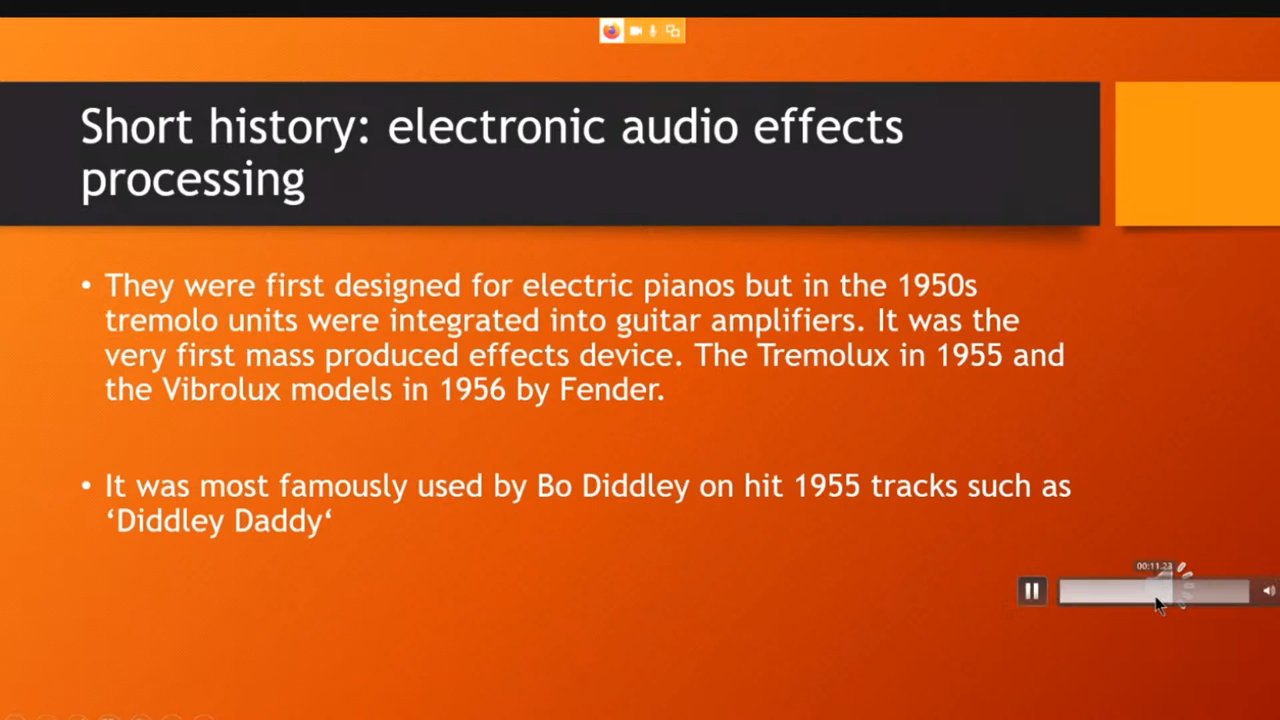 Short history: electronic audio effects
processing
• They were first designed for electric pianos but in the 1950s
tremolo units were integrated into guitar amplifiers. It was the
very first mass produced effects device. The Tremolux in 1955 and
the Vibrolux models in 1956 by Fender.
• It was most famously used by Bo Diddley on hit 1955 tracks such as
‘Diddley Daddy‘
00:11.23